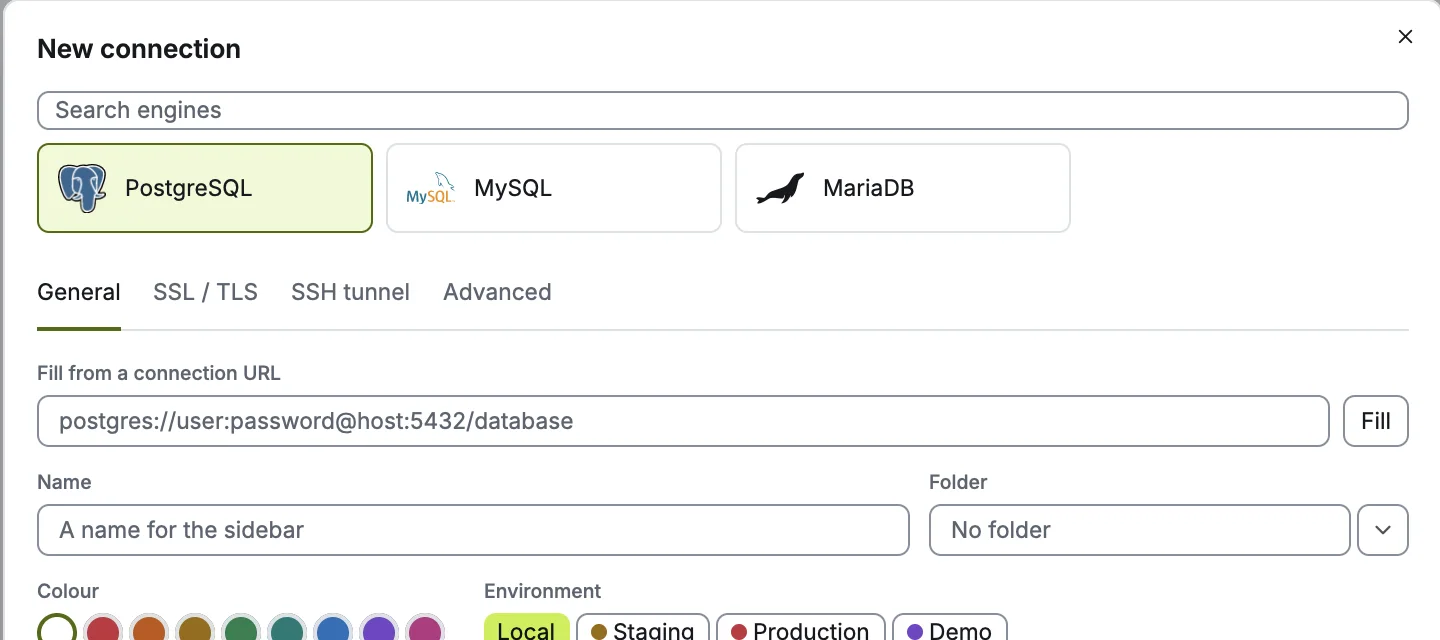 New connection
Search engines
PostgreSQL
MySQL MySQL
MariaDB
General SSL / TLS SSH tunnel Advanced
Fill from a connection URL
postgres://user:password@host:5432/database Fill
Name Folder
A name for the sidebar No folder
Colour Environment
Local Staging Production Demo